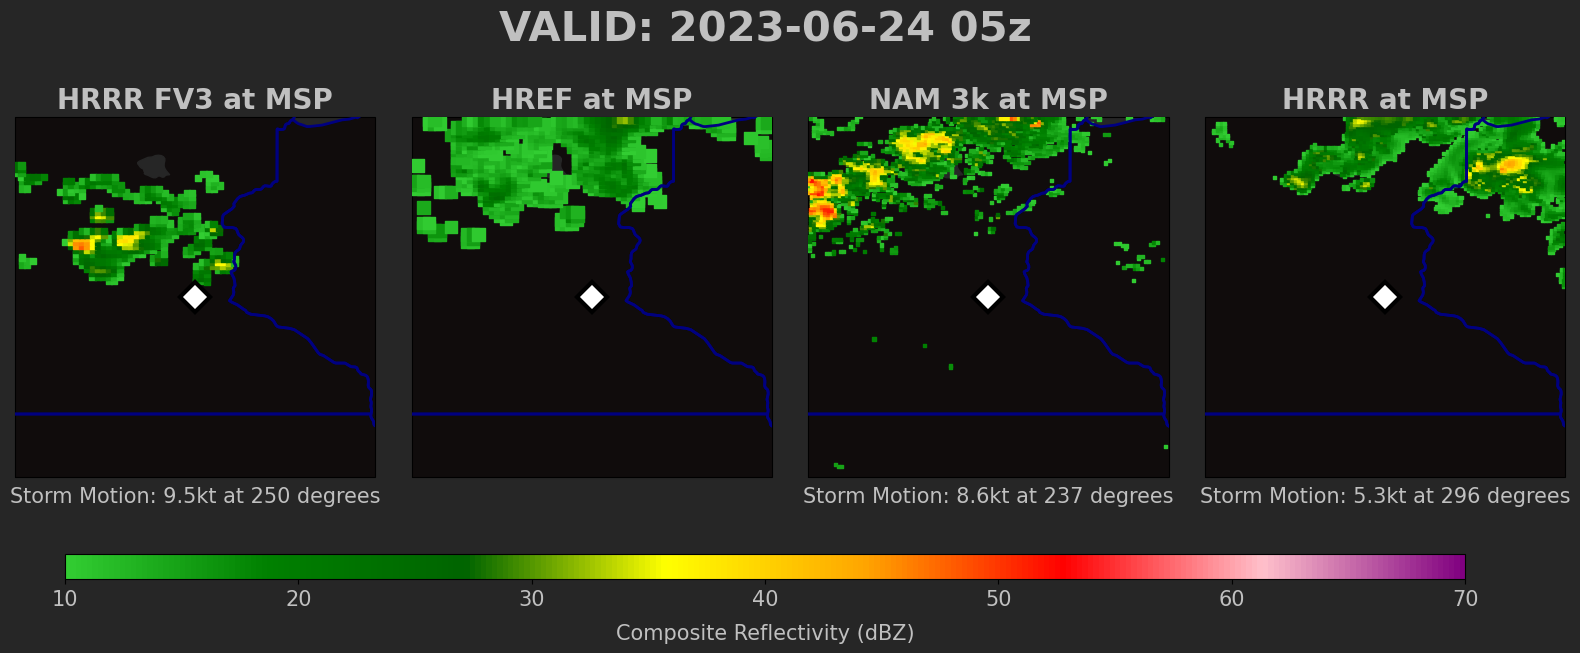 VALID: 2023-06-24 05z
HRRR FV3 at MSP
HREF at MSP
NAM 3k at MSP
HRRR at MSP
Storm Motion: 9.5kt at 250 degrees
Storm Motion: 8.6kt at 237 degrees
Storm Motion: 5.3kt at 296 degrees
10 20 30 40 50 60 70
Composite Reflectivity (dBZ)